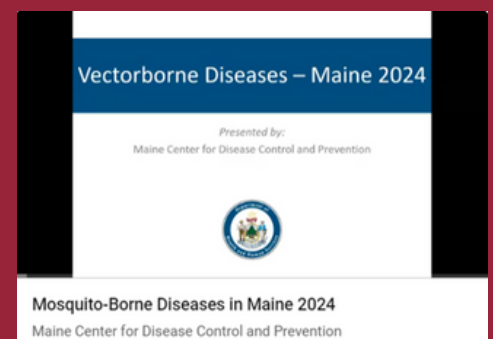 Vectorborne Diseases – Maine 2024
Presented by:
Maine Center for Disease Control and Prevention
Mosquito-Borne Diseases in Maine 2024
Maine Center for Disease Control and Prevention